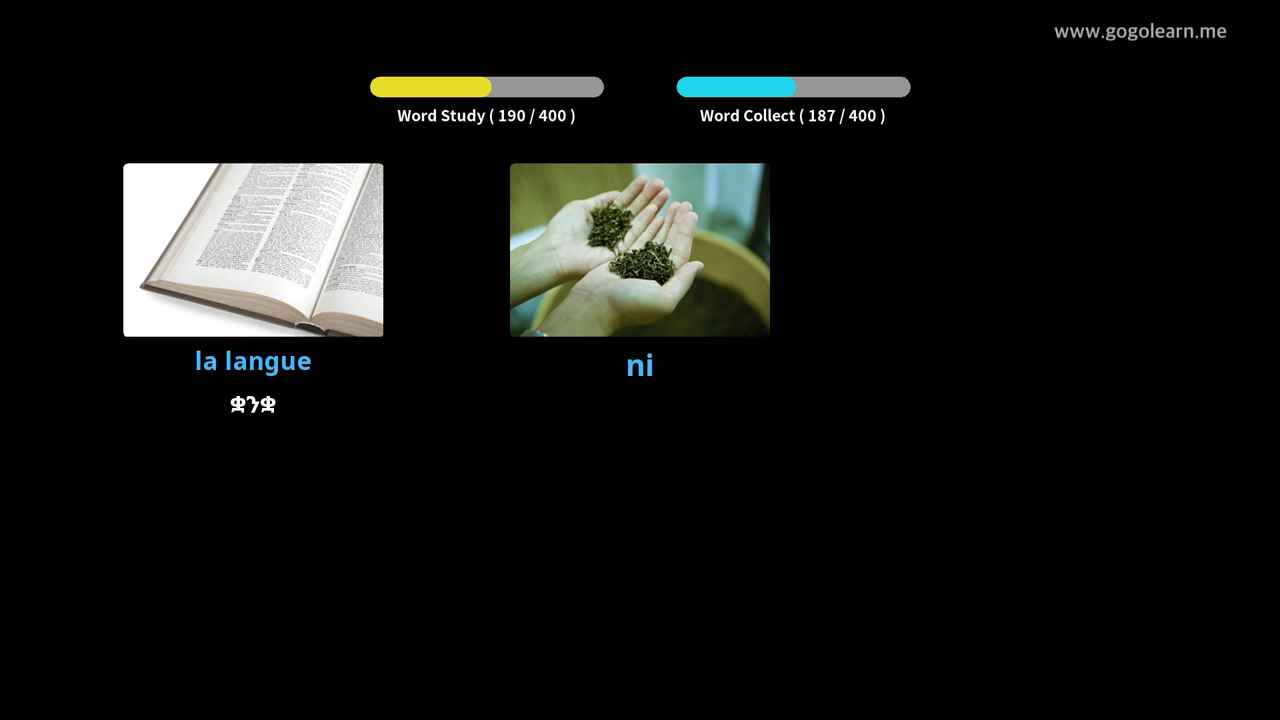 www.gogolearn.me
Word Study ( 190 / 400 )
Word Collect ( 187 / 400 )
la langue
ni
ቋንቋ